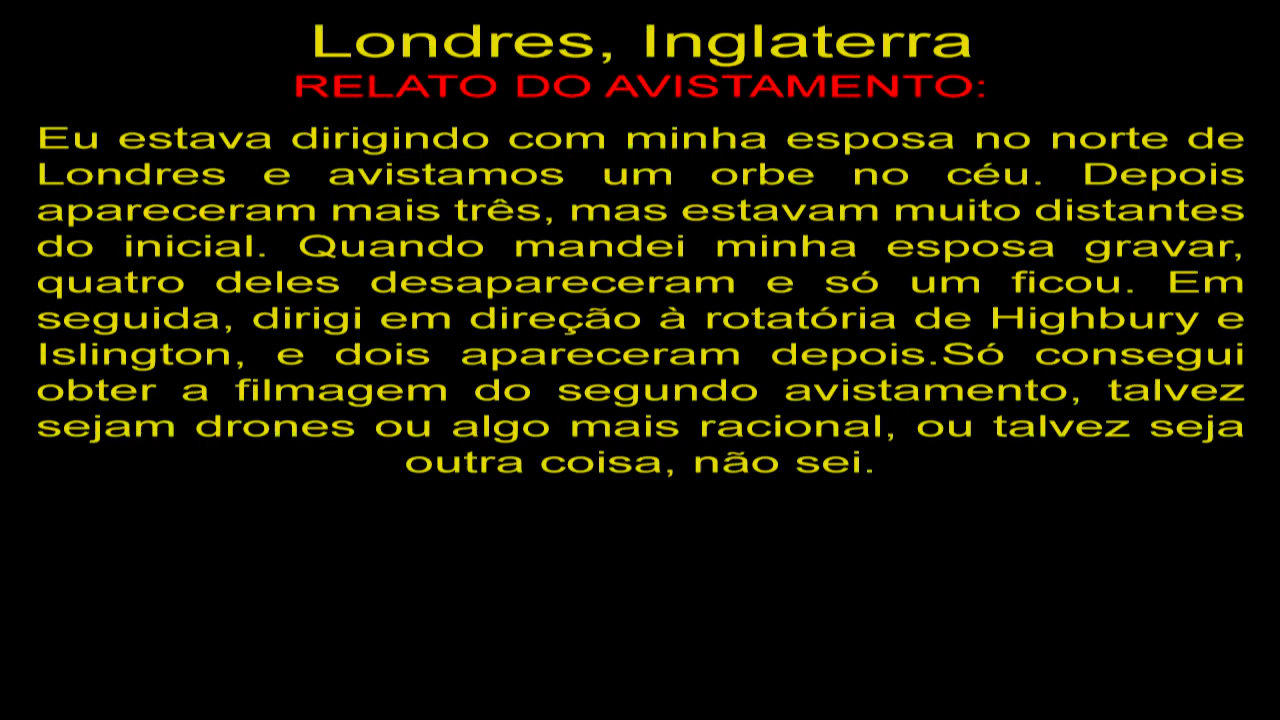 Londres, Inglaterra
RELATO DO AVISTAMENTO:
Eu estava dirigindo com minha esposa no norte de
Londres e avistamos um orbe no céu. Depois
apareceram mais três, mas estavam muito distantes
do inicial. Quando mandei minha esposa gravar,
quatro deles desapareceram e só um ficou. Em
seguida, dirigi em direção à rotatória de Highbury e
Islington, e dois apareceram depois.Só consegui
obter a filmagem do segundo avistamento, talvez
sejam drones ou algo mais racional, ou talvez seja
outra coisa, não sei.